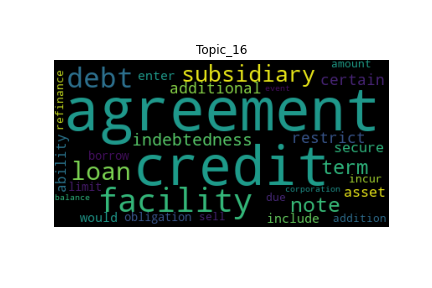 Topic_16
amount
debt enter subsidiary certain
refinance additional event
agreement
indebtedness restrict
ability borrow credit secure
loan term
limit corporation due incur
balance facility note asset
would obligation sell include addition